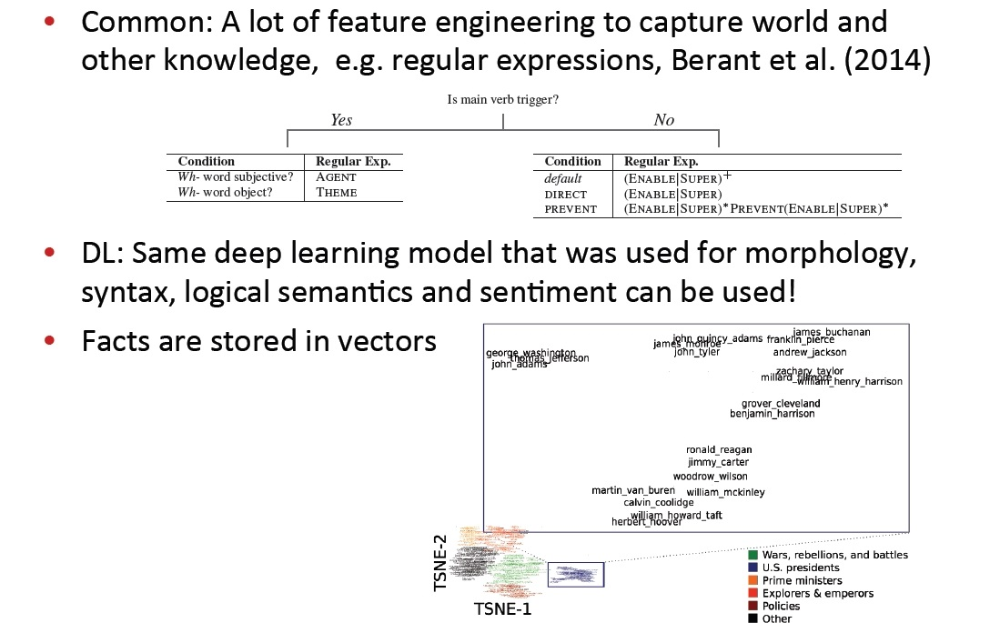 • Common: A lot of feature engineering to capture world and
other knowledge,  e.g. regular expressions, Berant et al. (2014)
Is main verb trigger?
Yes
No
Condition Regular Exp.
Wh- word subjective? AGENT
Wh- word object? THEME
Condition Regular Exp.
default (ENABLE|SUPER)+
DIRECT (ENABLE|SUPER)
PREVENT (ENABLE|SUPER)*PREVENT(ENABLE|SUPER)*
• DL: Same deep learning model that was used for morphology,
syntax, logical semantics and sentiment can be used!
• Facts are stored in vectors
james_buchanan
john_quincy_adams franklin_pierce
james_monroe
george_washington john_tyler andrew_jackson
thomas_jefferson
john_adams
zachary_taylor
millard_fillmore
william_henry_harrison
grover_cleveland
benjamin_harrison
ronald_reagan
jimmy_carter
woodrow_wilson
martin_van_buren william_mckinley
calvin_coolidge
william_howard_taft
herbert_hoover
TSNE-2
TSNE-1
Wars, rebellions, and battles
U.S. presidents
Prime ministers
Explorers & emperors
Policies
Other